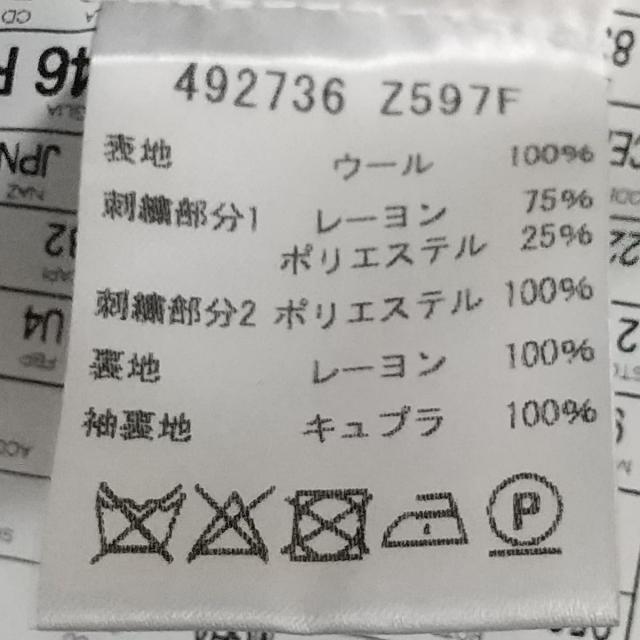 492736 Z597F
表地 ウール 100%
刺繍部分1 レーヨン 75%
ポリエステル 25%
刺繍部分2 ポリエステル 100%
裏地 レーヨン 100%
袖裏地 キュプラ 100%
P